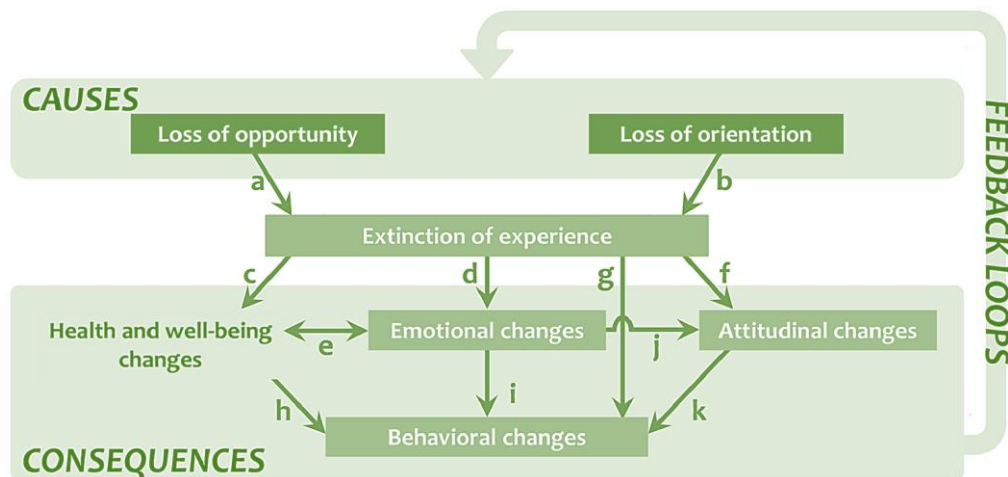 CAUSES
Loss of opportunity
Loss of orientation
a
b
Extinction of experience
c
d
g
f
Health and well-being
changes
e
Emotional changes
j
Attitudinal changes
h
i
k
Behavioral changes
CONSEQUENCES
FEEDBACK LOOPS